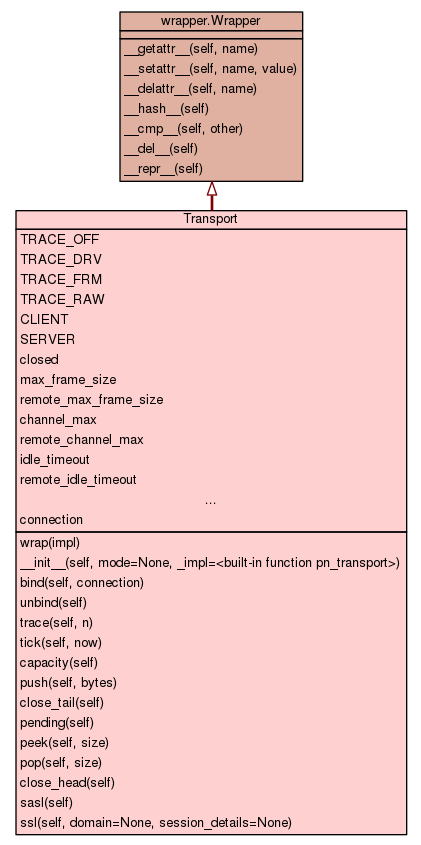 wrapper.Wrapper
__getattr__(self, name)
__setattr__(self, name, value)
__delattr__(self, name)
__hash__(self)
__cmp__(self, other)
__del__(self)
__repr__(self)
Transport
TRACE_OFF
TRACE_DRV
TRACE_FRM
TRACE_RAW
CLIENT
SERVER
closed
max_frame_size
remote_max_frame_size
channel_max
remote_channel_max
idle_timeout
remote_idle_timeout
...
connection
wrap(impl)
__init__(self, mode=None, _impl=<built-in function pn_transport>)
bind(self, connection)
unbind(self)
trace(self, n)
tick(self, now)
capacity(self)
push(self, bytes)
close_tail(self)
pending(self)
peek(self, size)
pop(self, size)
close_head(self)
sasl(self)
ssl(self, domain=None, session_details=None)